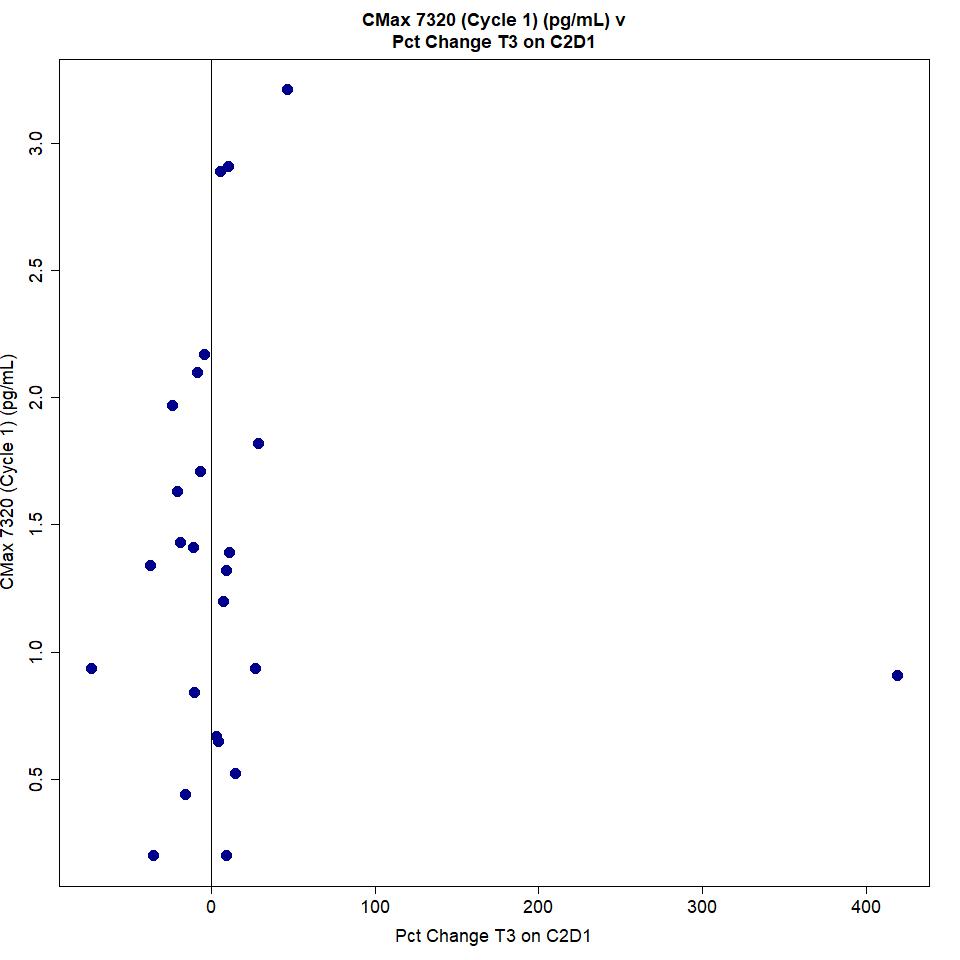 CMax 7320 (Cycle 1) (pg/mL) v
Pct Change T3 on C2D1
CMax 7320 (Cycle 1) (pg/mL)
3.0
2.5
2.0
1.5
1.0
0.5
0 100 200 300 400
Pct Change T3 on C2D1